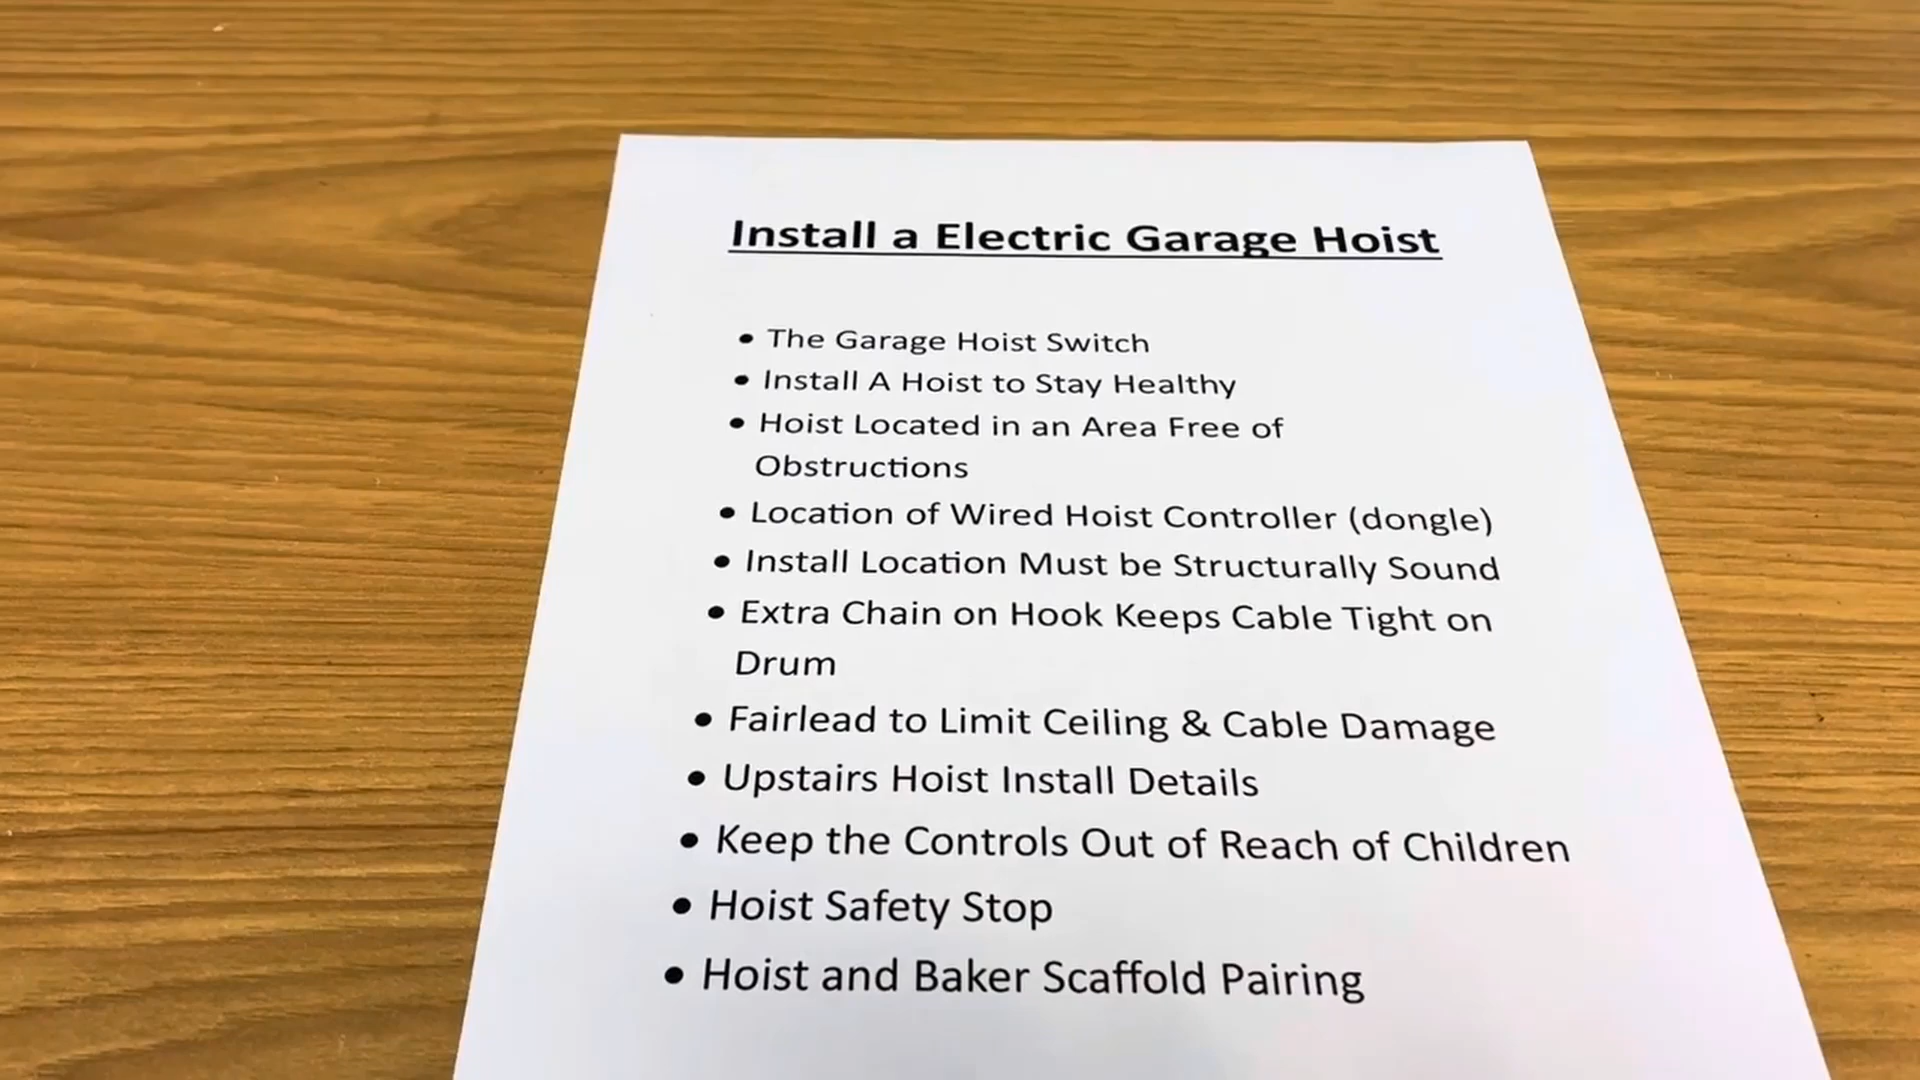 Install a Electric Garage Hoist
• The Garage Hoist Switch
• Install A Hoist to Stay Healthy
• Hoist Located in an Area Free of
Obstructions
• Location of Wired Hoist Controller (dongle)
• Install Location Must be Structurally Sound
• Extra Chain on Hook Keeps Cable Tight on
Drum
• Fairlead to Limit Ceiling & Cable Damage
• Upstairs Hoist Install Details
• Keep the Controls Out of Reach of Children
• Hoist Safety Stop
• Hoist and Baker Scaffold Pairing